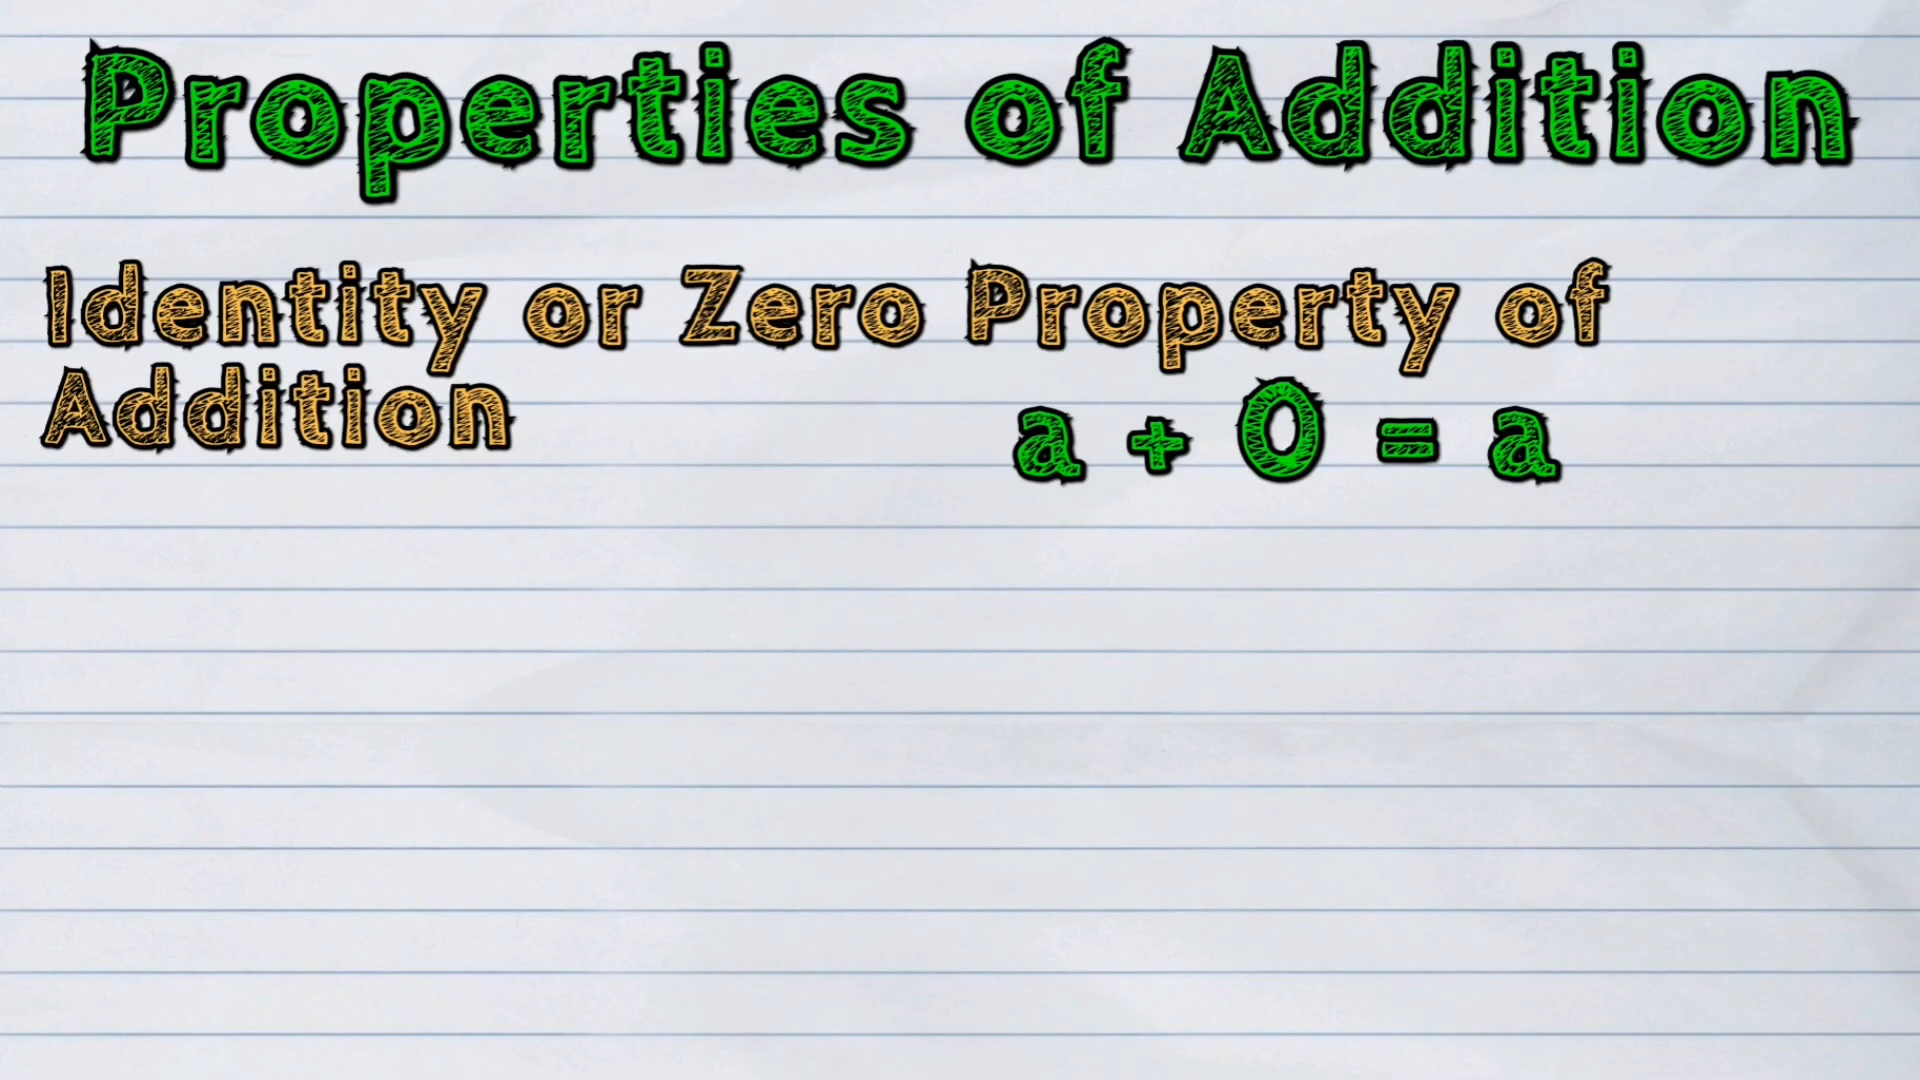 Properties of Addition
Identity or Zero Property of
Addition
a + 0 = a